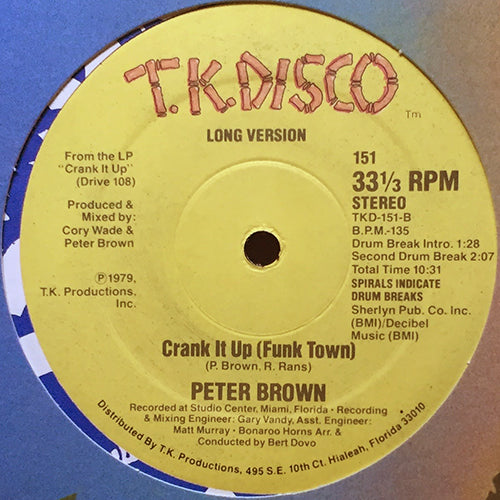 T.K.DISCO
Tm
LONG VERSION
From the LP
"Crank It Up"
(Drive 108)
Produced &
Mixed by:
Cory Wade &
Peter Brown
℗1979,
T.K. Productions,
Inc.
151
33⅓ RPM
STEREO
TKD-151-B
B.P.M.-135
Drum Break Intro. 1:28
Second Drum Break 2:07
Total Time 10:31
SPIRALS INDICATE
DRUM BREAKS
Sherlyn Pub. Co. Inc.
(BMI)/Decibel
Music (BMI)
Crank It Up (Funk Town)
(P. Brown, R. Rans)
PETER BROWN
Recorded at Studio Center, Miami, Florida • Recording
& Mixing Engineer: Gary Vandy, Asst. Engineer:
Matt Murray • Bonaroo Horns Arr. &
Conducted by Bert Dovo
Distributed By T.K. Productions, 495 S.E. 10th Ct. Hialeah, Florida 33010